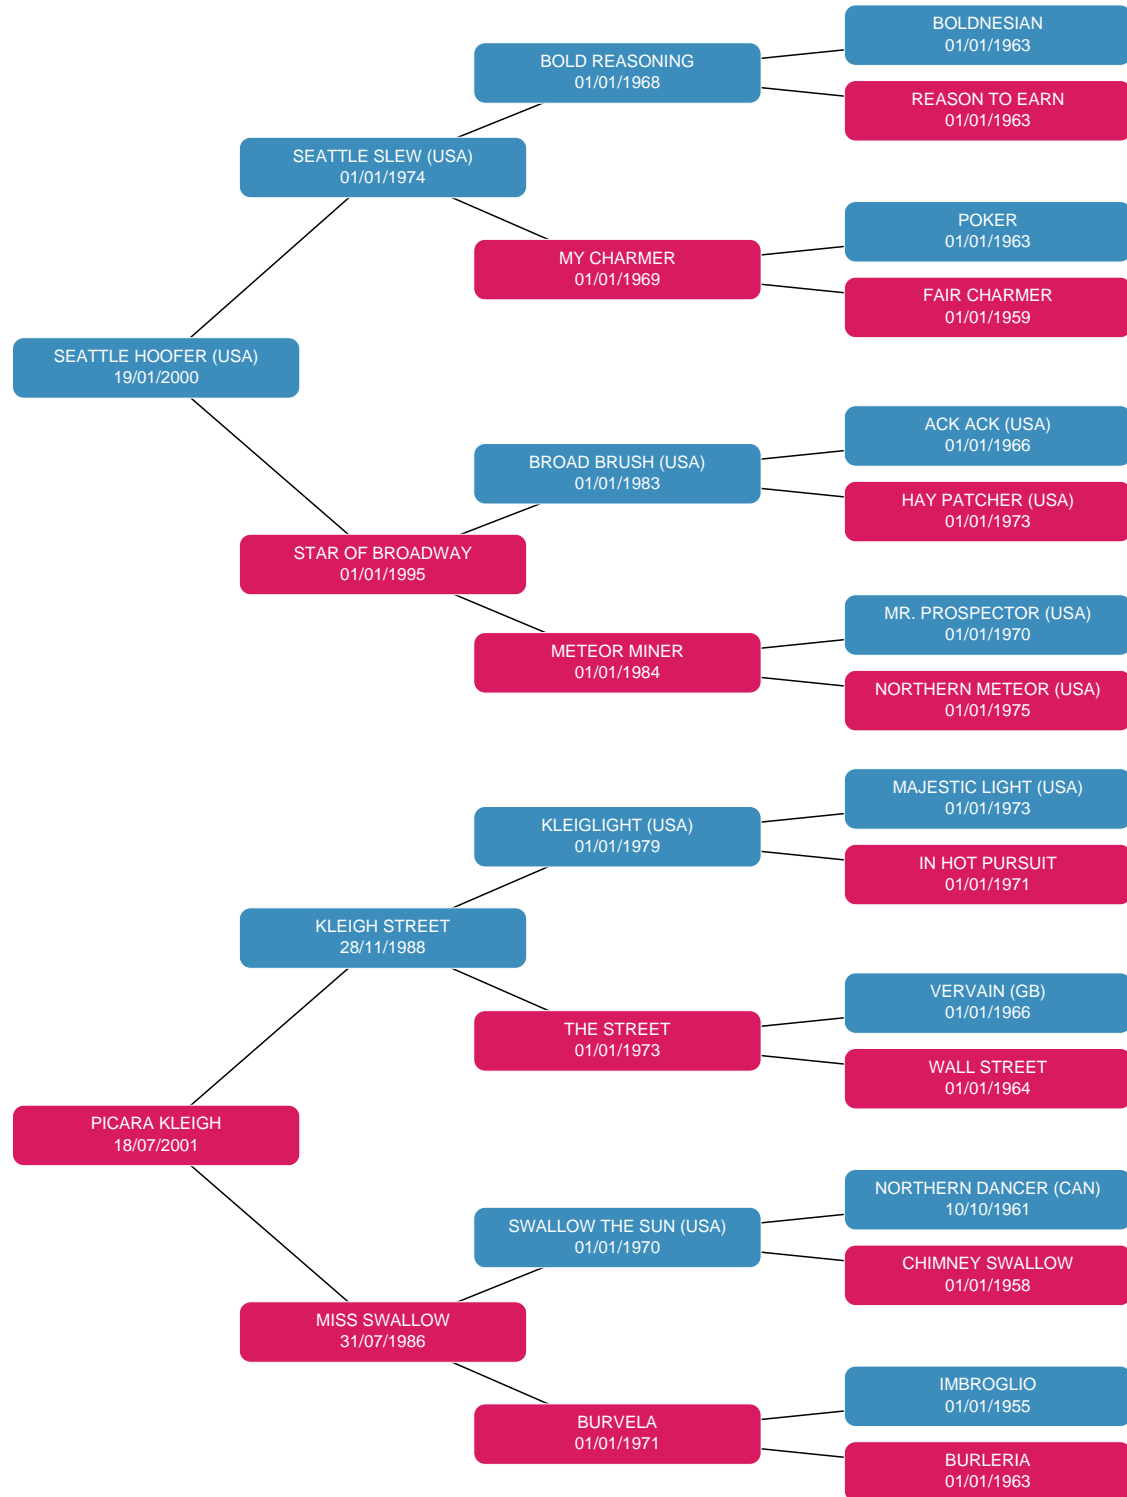 BOLDNESIAN
01/01/1963
BOLD REASONING
01/01/1968
REASON TO EARN
01/01/1963
SEATTLE SLEW (USA)
01/01/1974
POKER
01/01/1963
MY CHARMER
01/01/1969
FAIR CHARMER
01/01/1959
SEATTLE HOOFER (USA)
19/01/2000
ACK ACK (USA)
01/01/1966
BROAD BRUSH (USA)
01/01/1983
HAY PATCHER (USA)
01/01/1973
STAR OF BROADWAY
01/01/1995
MR. PROSPECTOR (USA)
01/01/1970
METEOR MINER
01/01/1984
NORTHERN METEOR (USA)
01/01/1975
MAJESTIC LIGHT (USA)
01/01/1973
KLEIGLIGHT (USA)
01/01/1979
IN HOT PURSUIT
01/01/1971
KLEIGH STREET
28/11/1988
VERVAIN (GB)
01/01/1966
THE STREET
01/01/1973
WALL STREET
01/01/1964
PICARA KLEIGH
18/07/2001
NORTHERN DANCER (CAN)
10/10/1961
SWALLOW THE SUN (USA)
01/01/1970
CHIMNEY SWALLOW
01/01/1958
MISS SWALLOW
31/07/1986
IMBROGLIO
01/01/1955
BURVELA
01/01/1971
BURLERIA
01/01/1963